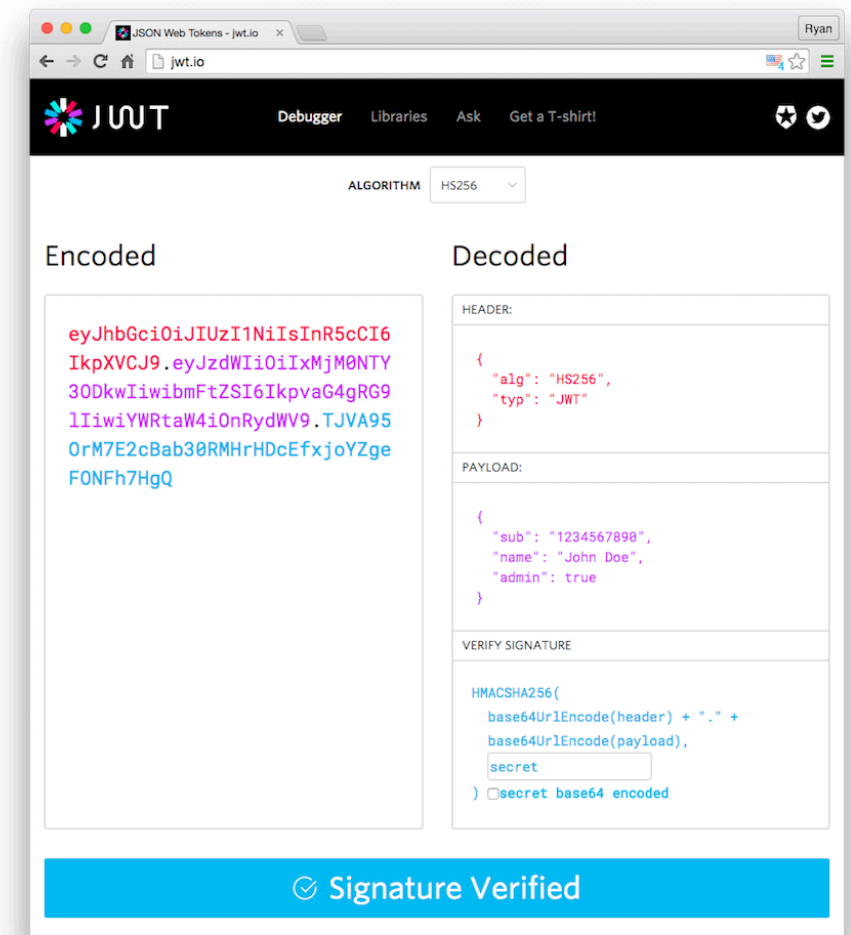 JSON Web Tokens - jwt.io
Ryan
jwt.io
4
JWT
Debugger Libraries Ask Get a T-shirt!
ALGORITHM HS256
Encoded
eyJhbGciOiJIUzI1NiIsInR5cCI6
IkpXVCJ9.eyJzdWIiOiIxMjM0NTY
3ODkwIiwibmFtZSI6IkpvaG4gRG9
lIiwiYWRtaW4iOnRydWV9.TJVA95
OrM7E2cBab30RMHrHDcEfxjoYZge
FONFh7HgQ
Decoded
HEADER:
{
"alg": "HS256",
"typ": "JWT"
}
PAYLOAD:
{
"sub": "1234567890",
"name": "John Doe",
"admin": true
}
VERIFY SIGNATURE
HMACSHA256(
base64UrlEncode(header) + "." +
base64UrlEncode(payload),
secret
) secret base64 encoded
Signature Verified